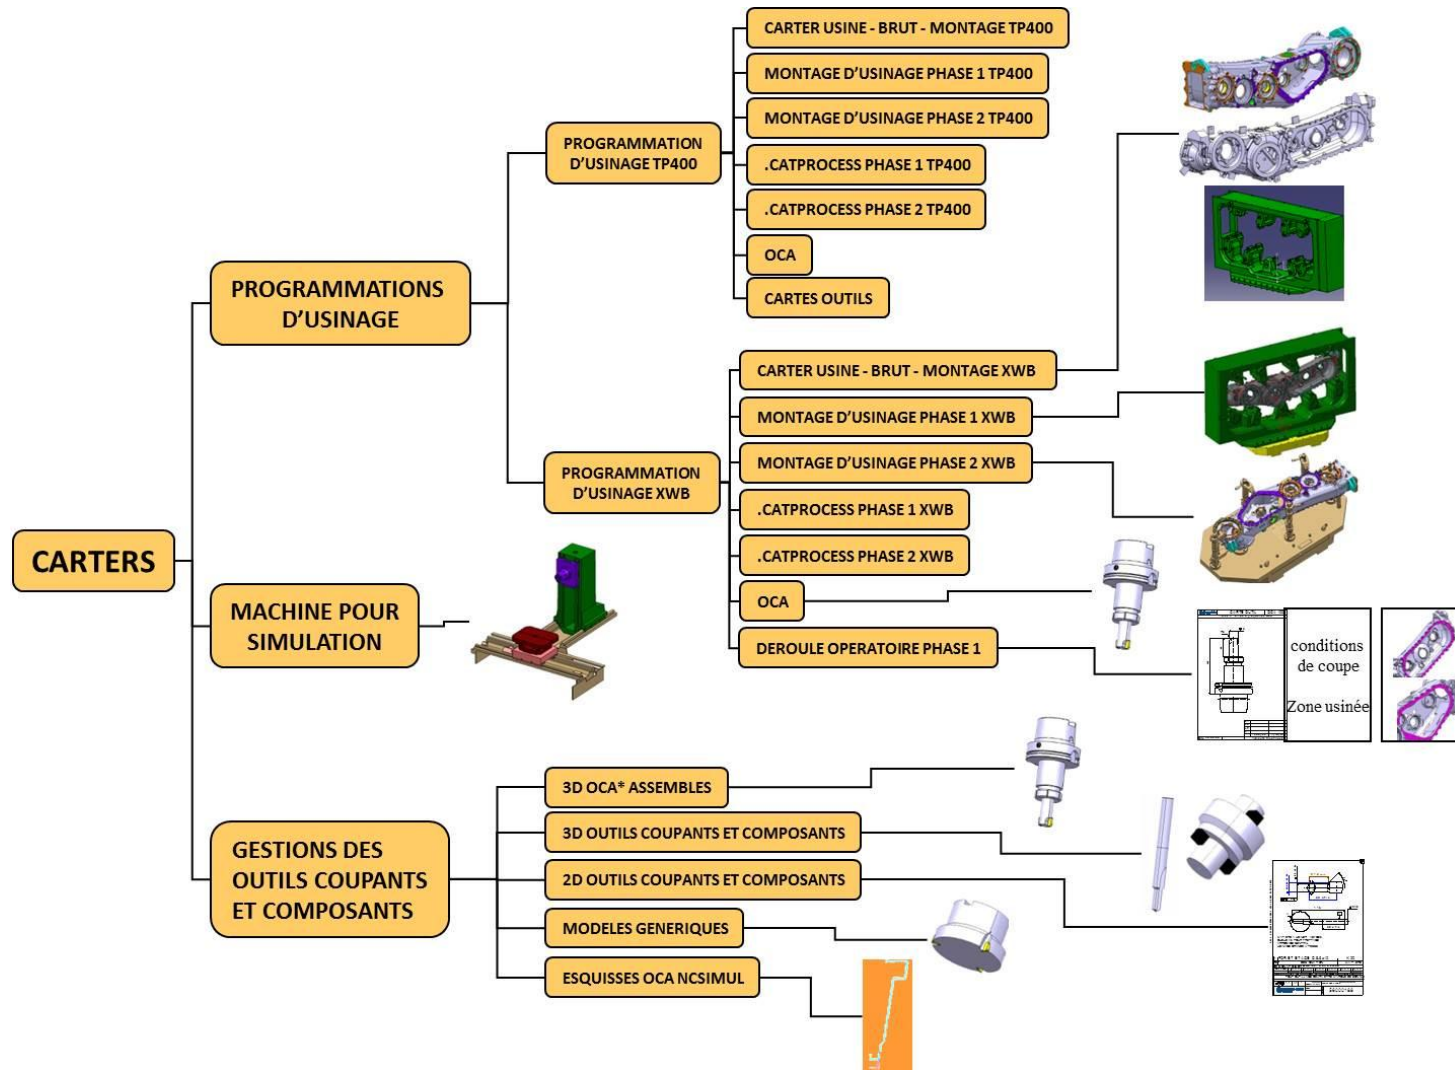 CARTERS
PROGRAMMATIONS
D'USINAGE
PROGRAMMATION
D'USINAGE TP400
CARTER USINE - BRUT - MONTAGE TP400
MONTAGE D'USINAGE PHASE 1 TP400
MONTAGE D'USINAGE PHASE 2 TP400
.CATPROCESS PHASE 1 TP400
.CATPROCESS PHASE 2 TP400
OCA
CARTES OUTILS
PROGRAMMATION
D'USINAGE XWB
CARTER USINE - BRUT - MONTAGE XWB
MONTAGE D'USINAGE PHASE 1 XWB
MONTAGE D'USINAGE PHASE 2 XWB
.CATPROCESS PHASE 1 XWB
.CATPROCESS PHASE 2 XWB
OCA
DEROULE OPERATOIRE PHASE 1
conditions
de coupe
Zone usinée
MACHINE POUR
SIMULATION
GESTIONS DES
OUTILS COUPANTS
ET COMPOSANTS
3D OCA* ASSEMBLES
3D OUTILS COUPANTS ET COMPOSANTS
2D OUTILS COUPANTS ET COMPOSANTS
MODELES GENERIQUES
ESQUISSES OCA NCSIMUL